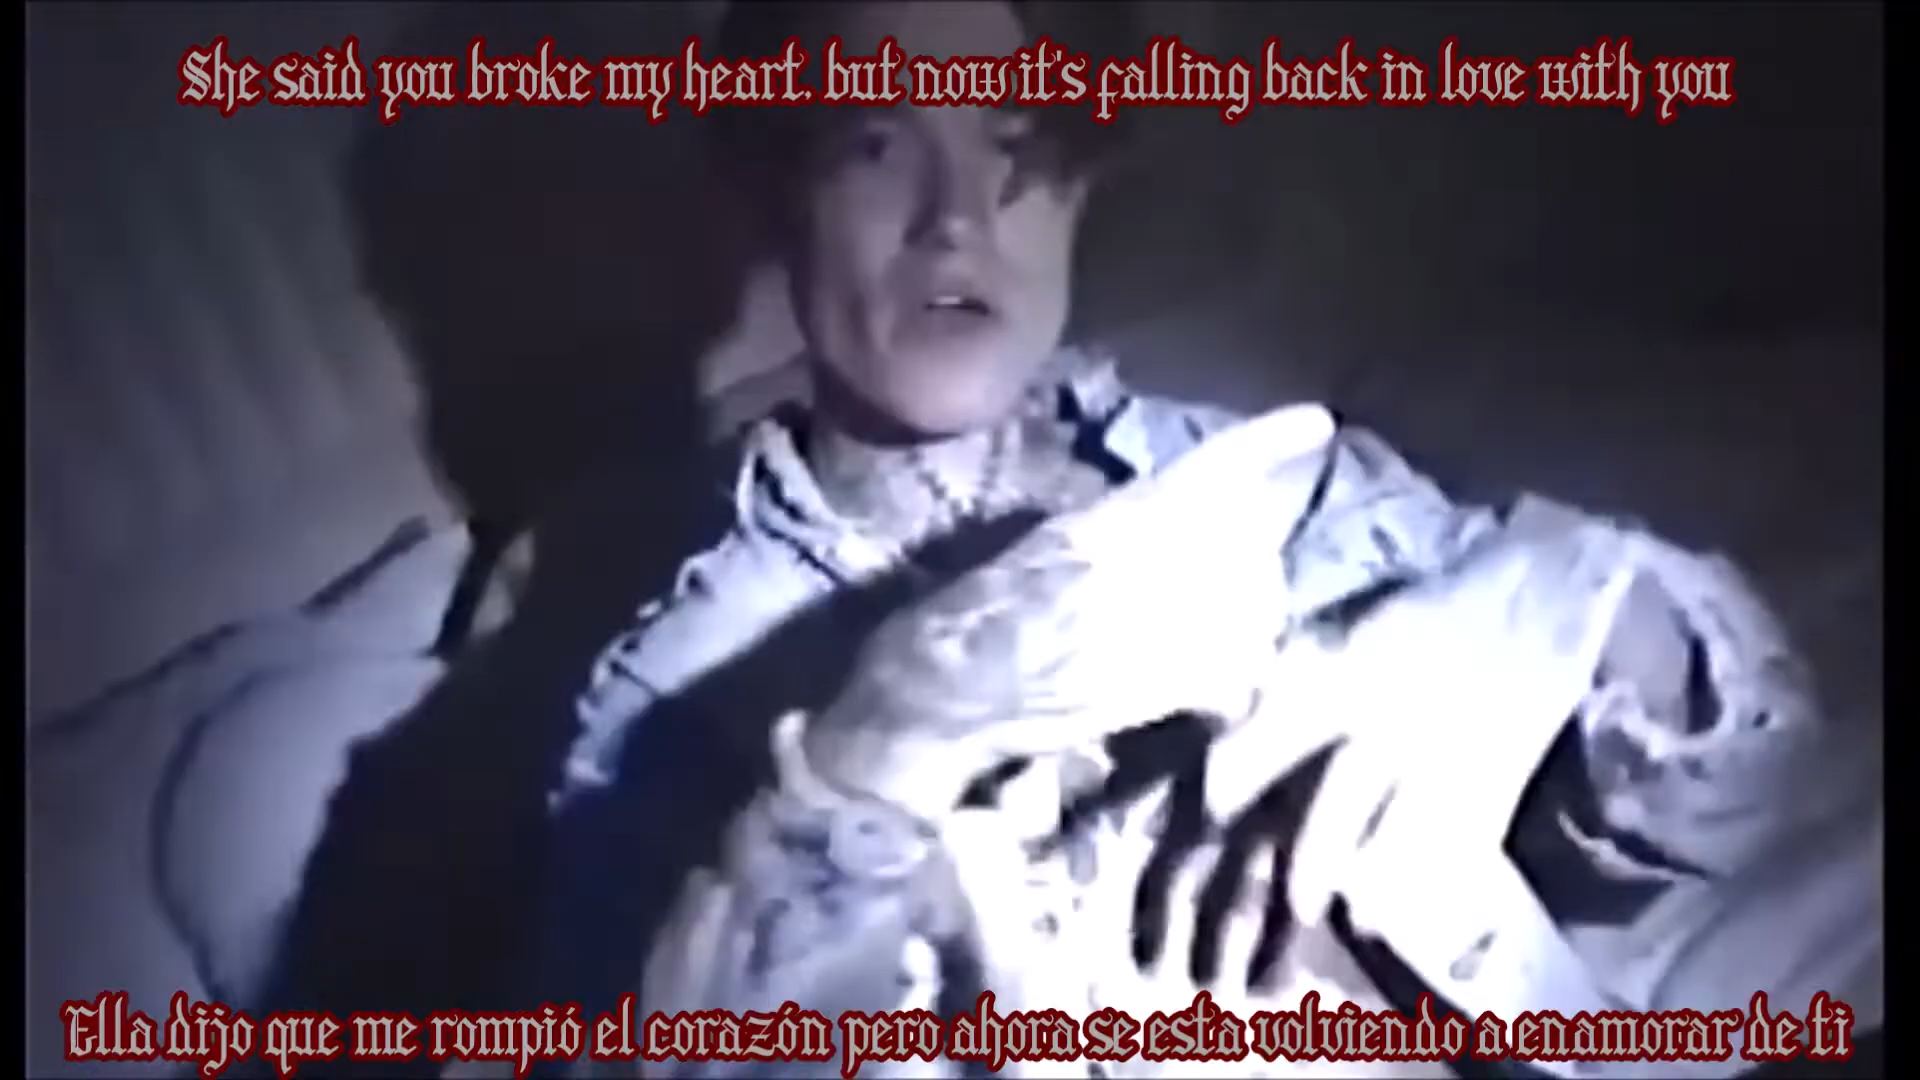 She said you broke my heart, but now it's falling back in love with you
Ella dijo que me rompió el corazón pero ahora se esta volviendo a enamorar de ti